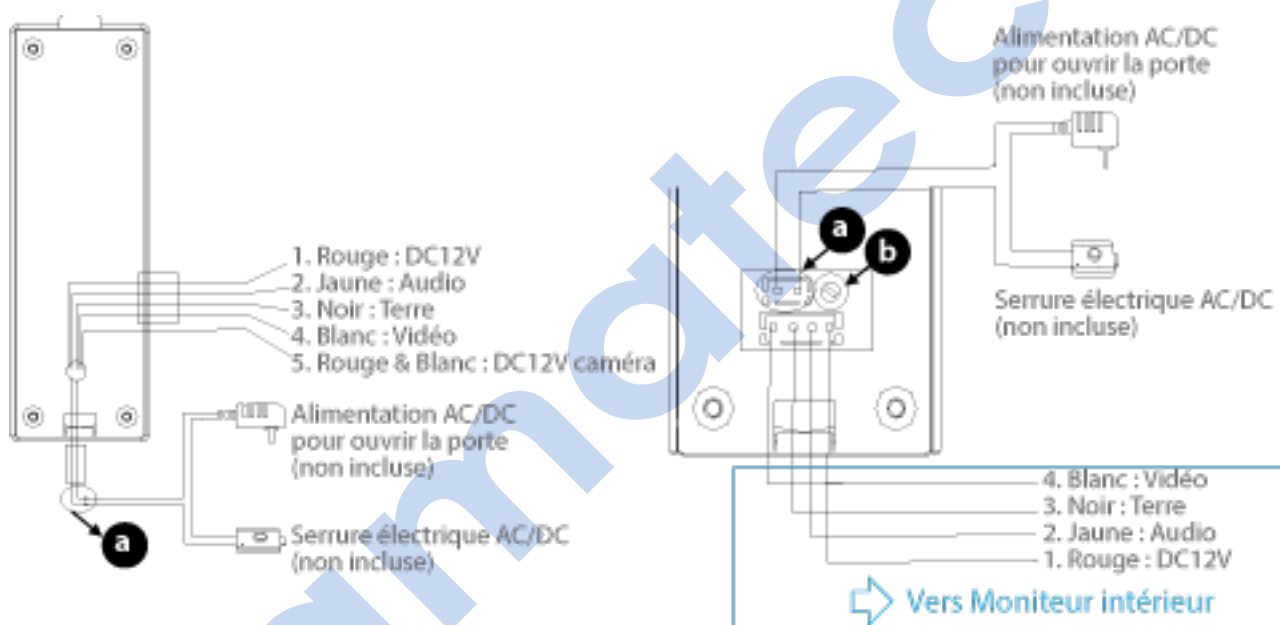 1. Rouge : DC12V
2. Jaune : Audio
3. Noir : Terre
4. Blanc : Vidéo
5. Rouge & Blanc : DC12V caméra
Alimentation AC/DC
pour ouvrir la porte
(non incluse)
Serrure électrique AC/DC
(non incluse)
a
Alimentation AC/DC
pour ouvrir la porte
(non incluse)
a
b
Serrure électrique AC/DC
(non incluse)
4. Blanc : Vidéo
3. Noir : Terre
2. Jaune : Audio
1. Rouge : DC12V
Vers Moniteur intérieur